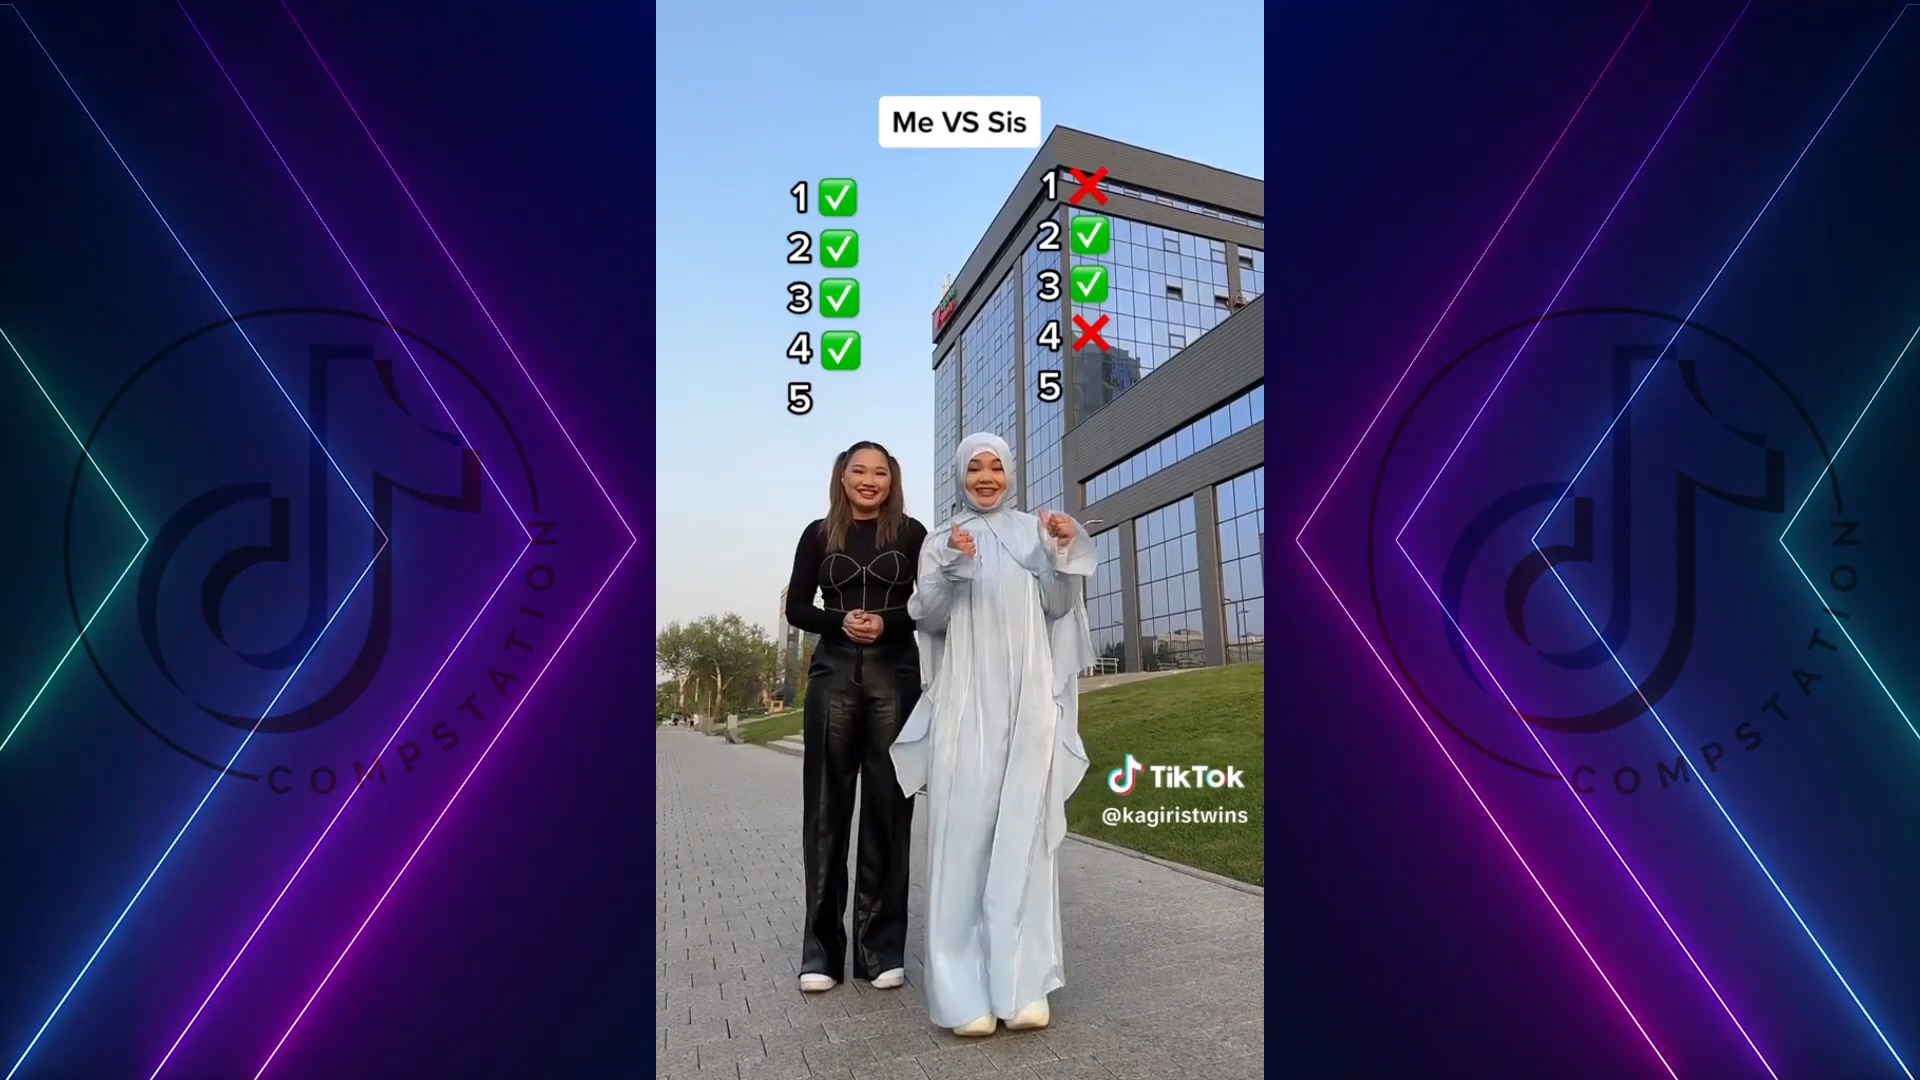 Me VS Sis
1 ✅
2 ✅
3 ✅
4 ✅
5
1 ❌
2 ✅
3 ✅
4 ❌
5
TikTok
@kagiristwins
COMPSTATION
COMPSTATION